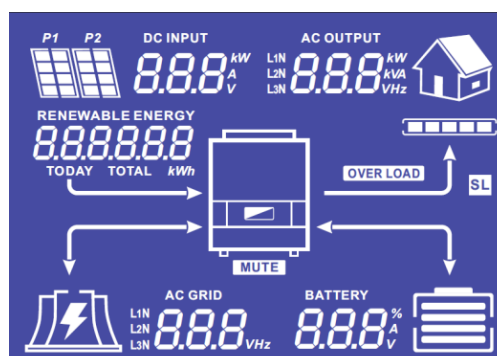 P1 P2 DC INPUT AC OUTPUT
8.8.8 kW A V
L1N L2N L3N 8.8.8 kW kVA VHz
RENEWABLE ENERGY
8.8.8.8.8.8
TODAY TOTAL kWh
OVER LOAD
SL
MUTE
AC GRID BATTERY
L1N L2N L3N 8.8.8 VHz
8.8.8 % A V